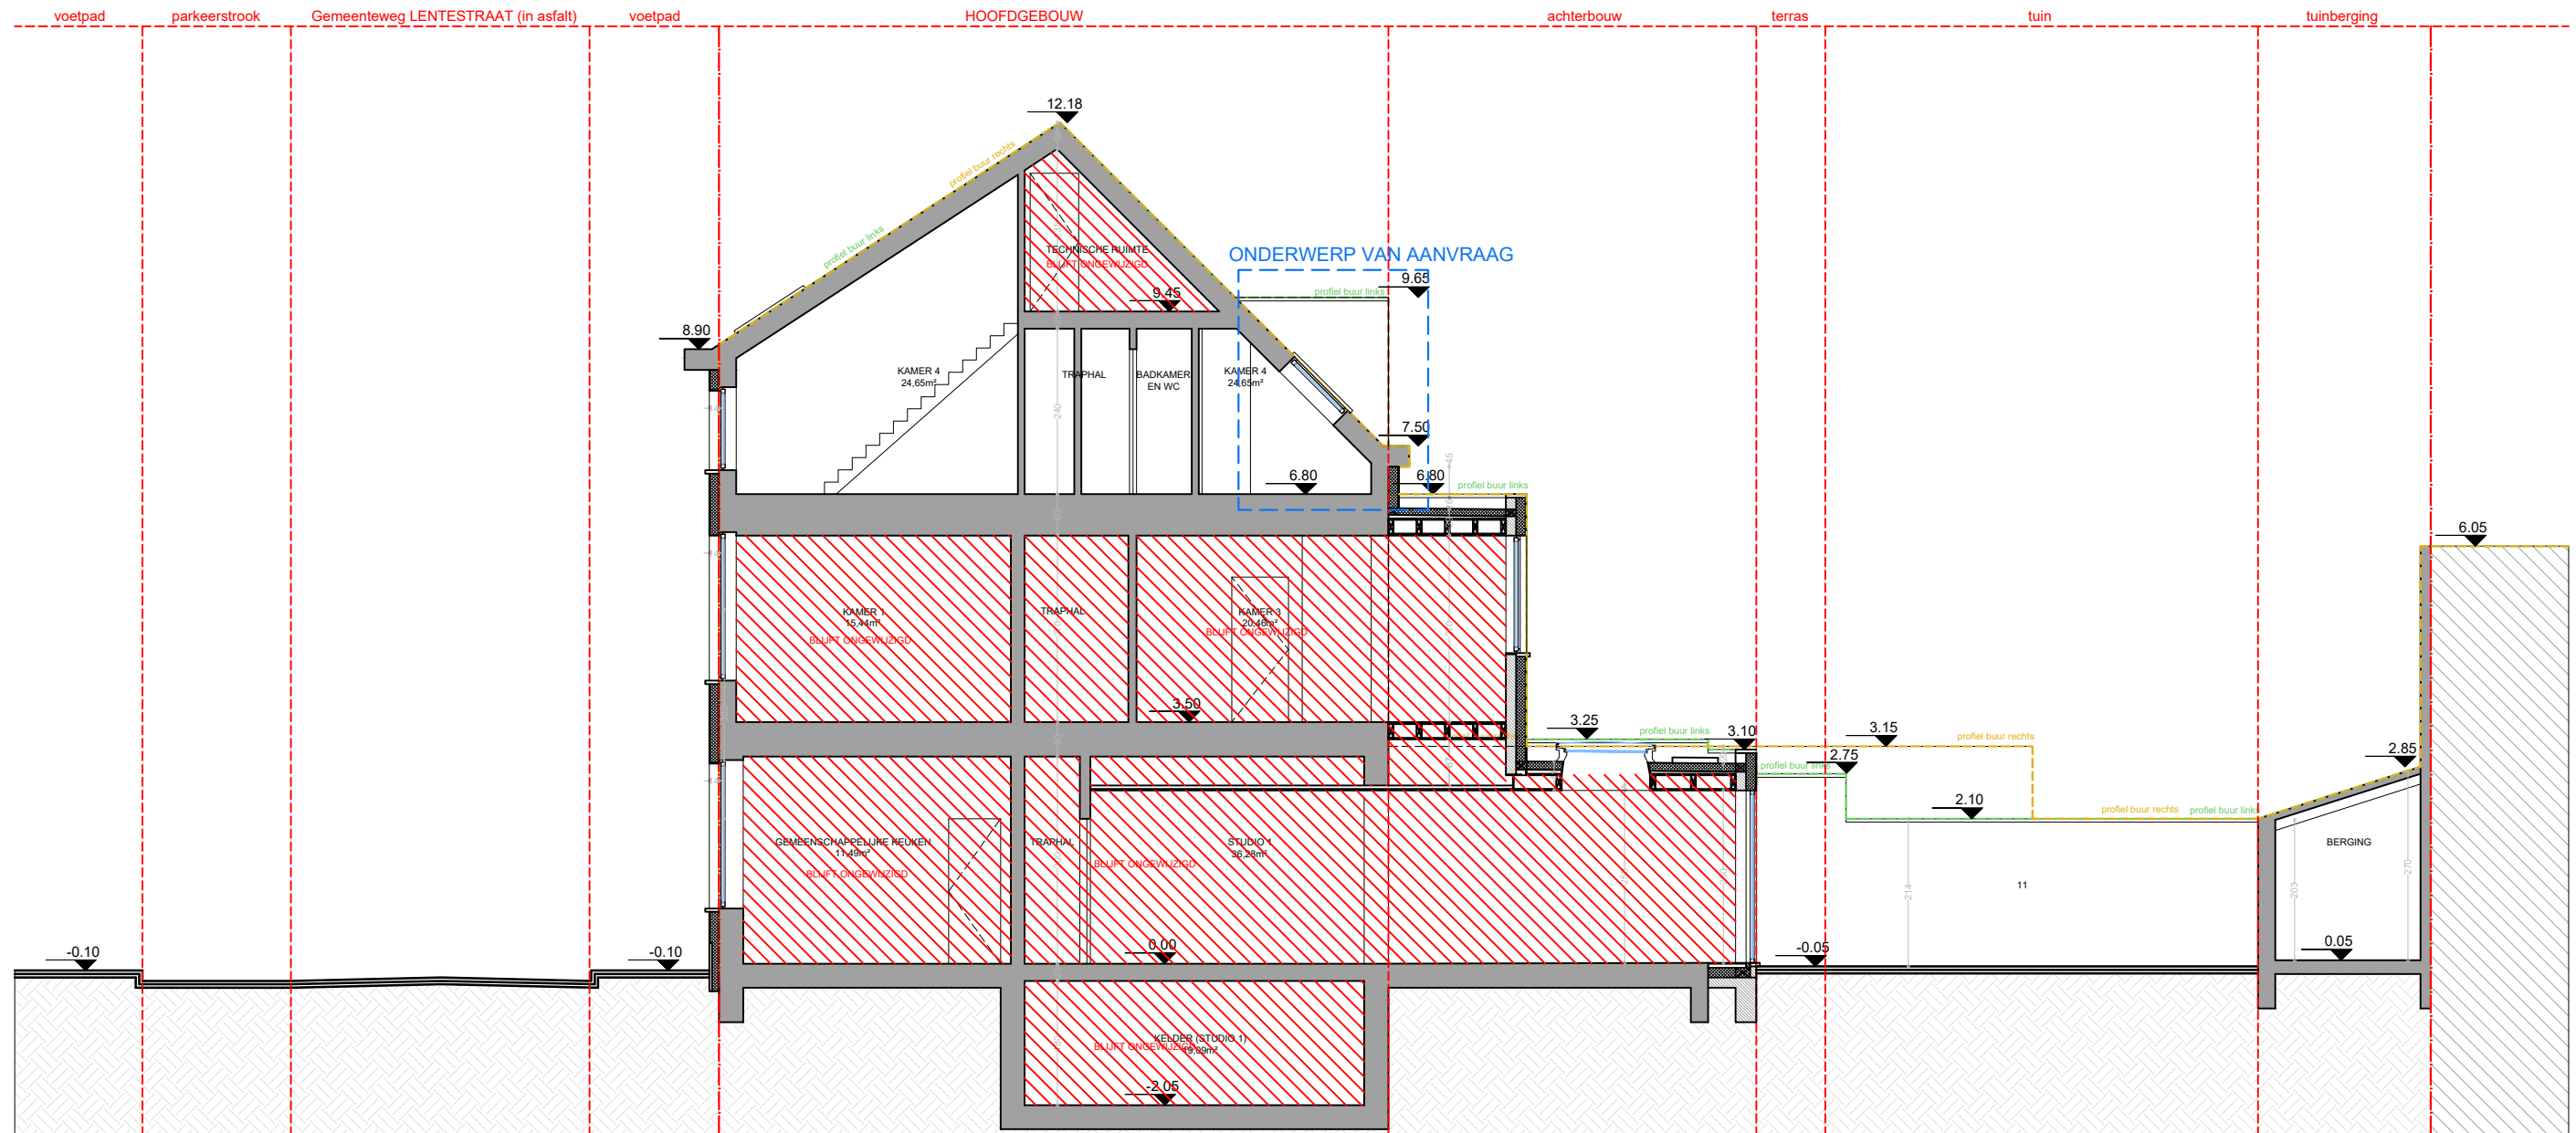 voetpad
parkeerstrook
Gemeenteweg LENTESTRAAT (in asfalt)
voetpad
HOOFDGEBOUW
achterbouw
terras
tuin
tuinberging
12.18
profiel buur rechts
profiel buur links
TECHNISCHE RUIMTE
BLIJFT ONGEWIJZIGD
ONDERWERP VAN AANVRAAG
9.65
profiel buur links
9.45
8.90
KAMER 4
24,65m²
TRAPHAL
BADKAMER
EN WC
KAMER 4
24,65m²
240
7.50
45
6.80
6.80
profiel buur links
6.05
KAMER 1
15,44m²
BLIJFT ONGEWIJZIGD
TRAPHAL
KAMER 3
20,46m²
BLIJFT ONGEWIJZIGD
3.50
3.25
profiel buur links
3.10
3.15
profiel buur rechts
2.75
profiel buur links
2.85
2.10
profiel buur rechts
profiel buur links
GEMEENSCHAPPELIJKE KEUKEN
11,49m²
BLIJFT ONGEWIJZIGD
TRAPHAL
STUDIO 1
36,28m²
BLIJFT ONGEWIJZIGD
BERGING
11
214
203
270
-0.10
-0.10
0.00
-0.05
0.05
KELDER (STUDIO 1)
19,09m²
BLIJFT ONGEWIJZIGD
-2.05